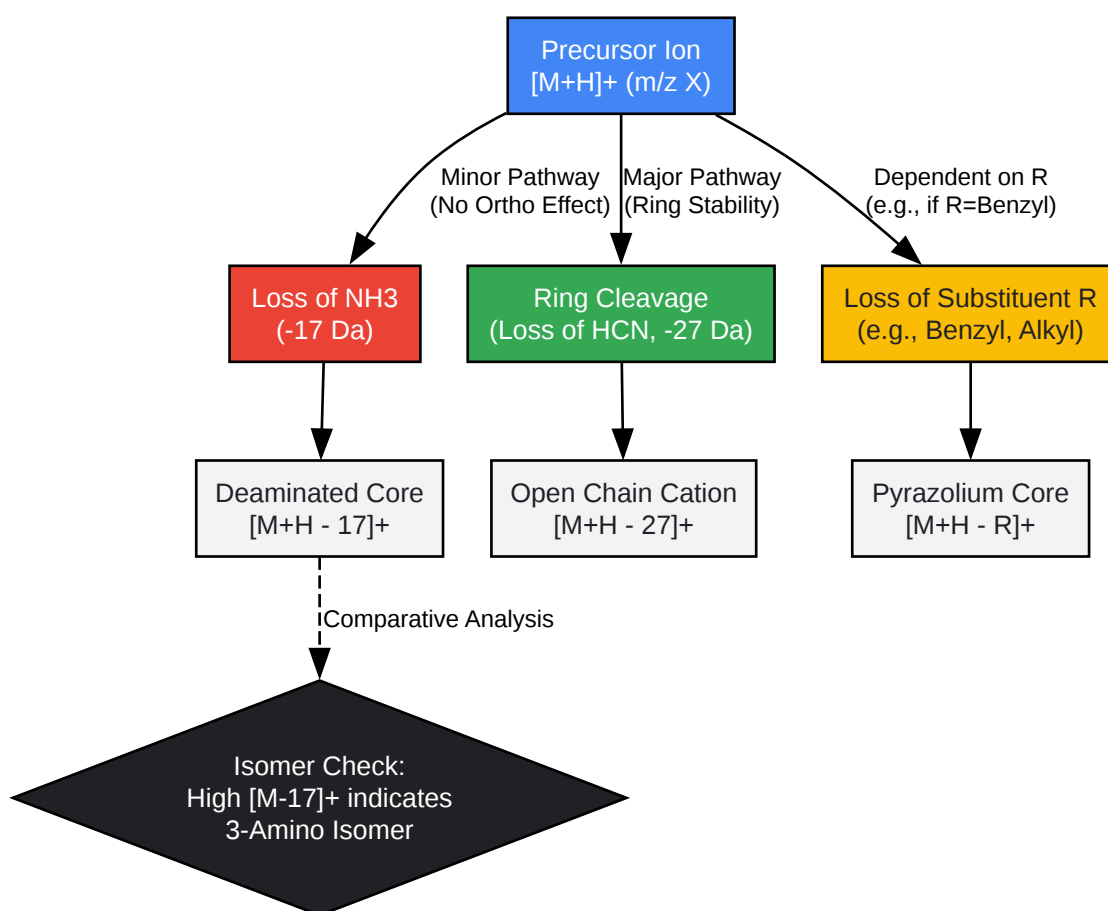 Precursor Ion
[M+H]+ (m/z X)
Minor Pathway
(No Ortho Effect)
Major Pathway
(Ring Stability)
Dependent on R
(e.g., if R=Benzyl)
Loss of NH3
(-17 Da)
Ring Cleavage
(Loss of HCN, -27 Da)
Loss of Substituent R
(e.g., Benzyl, Alkyl)
Deaminated Core
[M+H - 17]+
Open Chain Cation
[M+H - 27]+
Pyrazolium Core
[M+H - R]+
Comparative Analysis
Isomer Check:
High [M-17]+ indicates
3-Amino Isomer